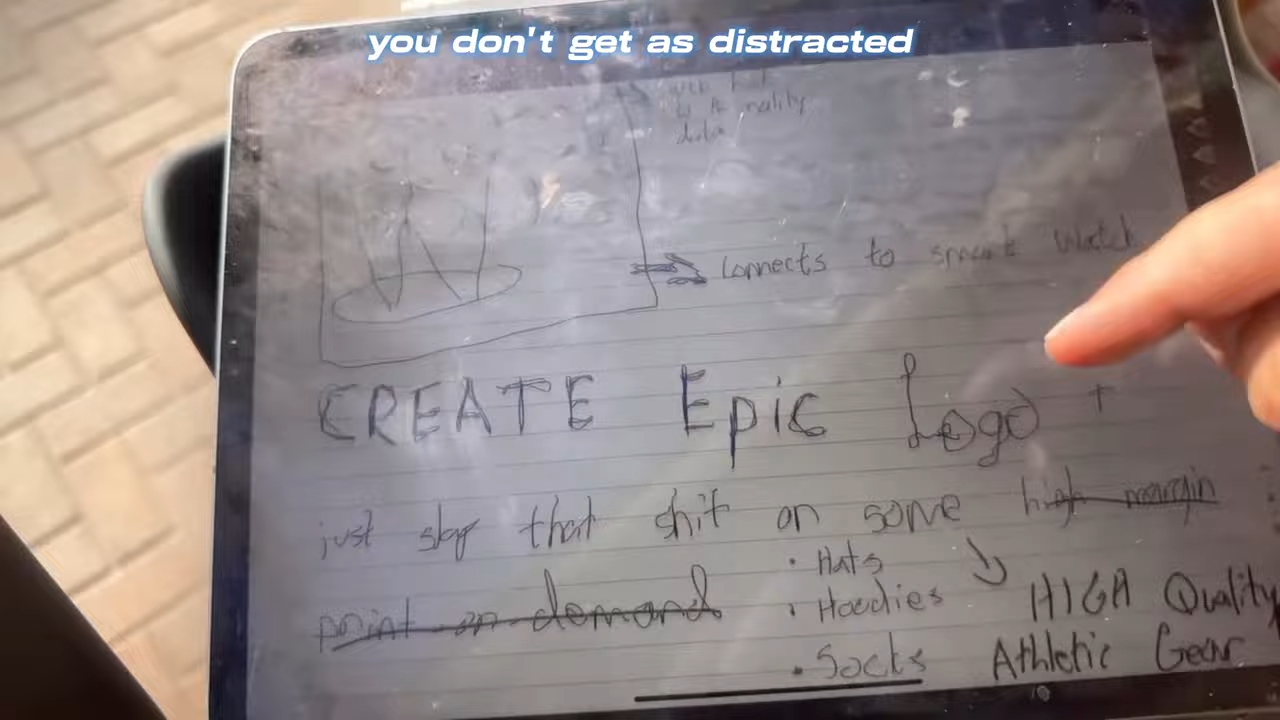 you don't get as distracted
data
connects to smart watch
CREATE Epic Logo +
just slap that shit on some high margin
print on demand
• Hats
• Hoodies
• Socks
HIGH Quality
Athletic Gear